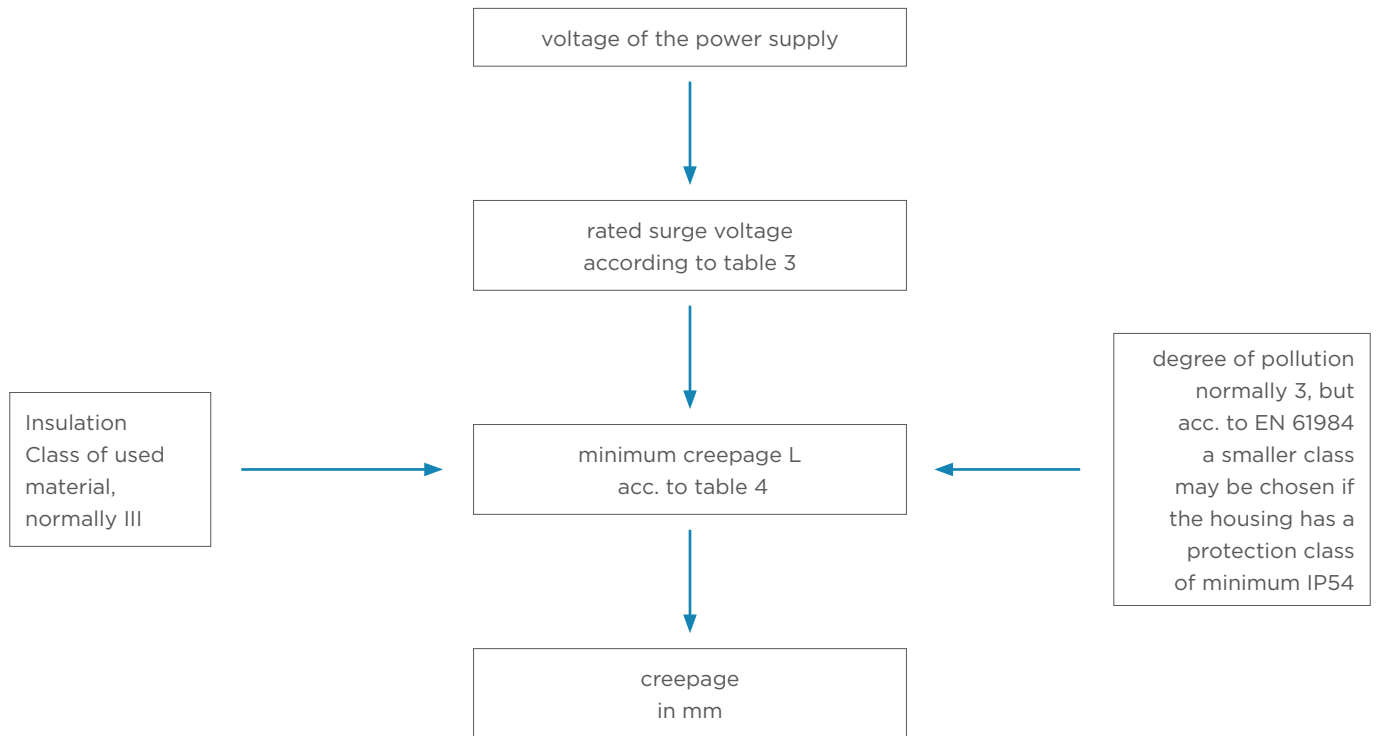 voltage of the power supply
rated surge voltage
according to table 3
Insulation
Class of used
material,
normally III
minimum creepage L
acc. to table 4
degree of pollution
normally 3, but
acc. to EN 61984
a smaller class
may be chosen if
the housing has a
protection class
of minimum IP54
creepage
in mm